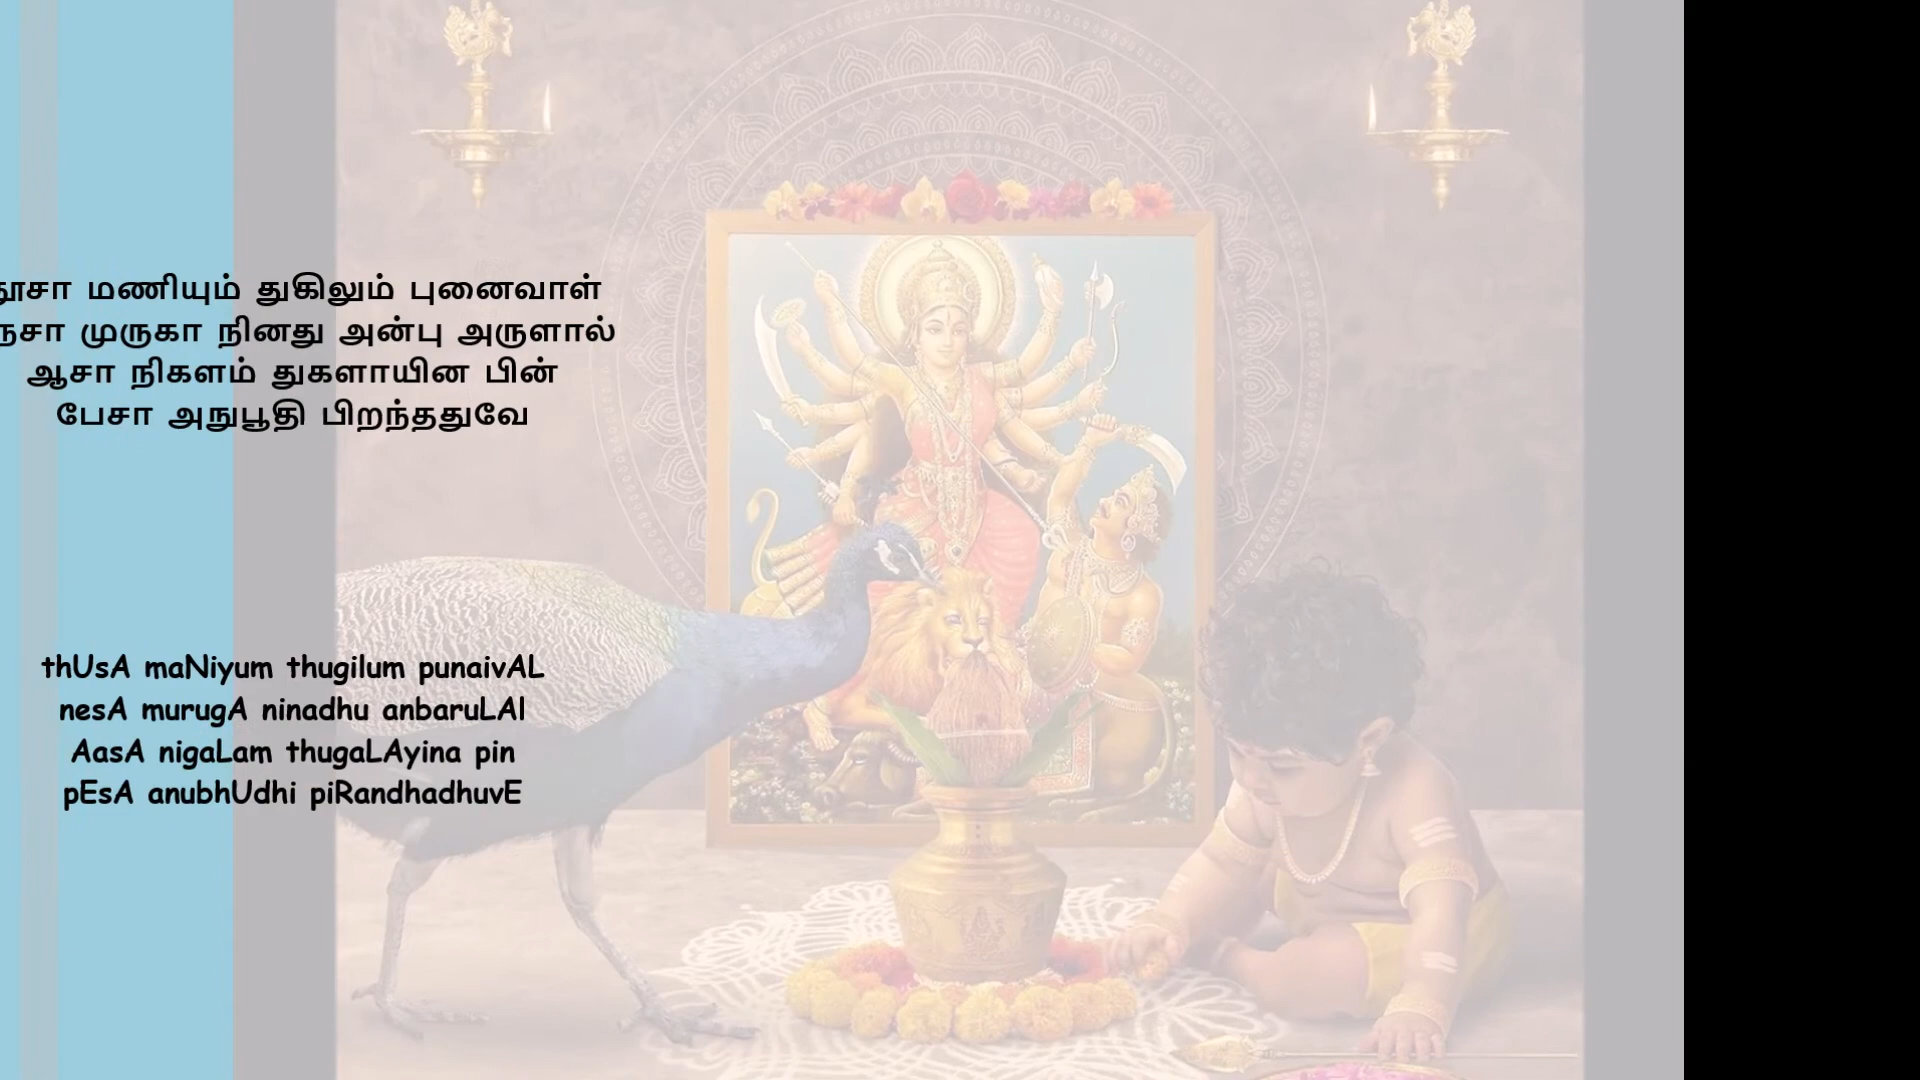 தூசா மணியும் துகிலும் புனைவாள்
நேசா முருகா நினது அன்பு அருளால்
ஆசா நிகளம் துகளாயின பின்
பேசா அநுபூதி பிறந்ததுவே
thUsA maNiyum thugilum punaivAL
nesA murugA ninadhu anbaruLAl
AasA nigaLam thugaLAyina pin
pEsA anubhUdhi piRandhadhuvE